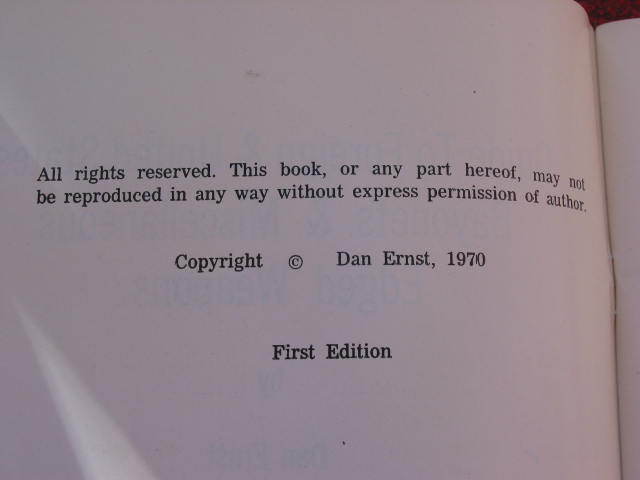 All rights reserved. This book, or any part hereof, may not
be reproduced in any way without express permission of author.
Copyright © Dan Ernst, 1970
First Edition